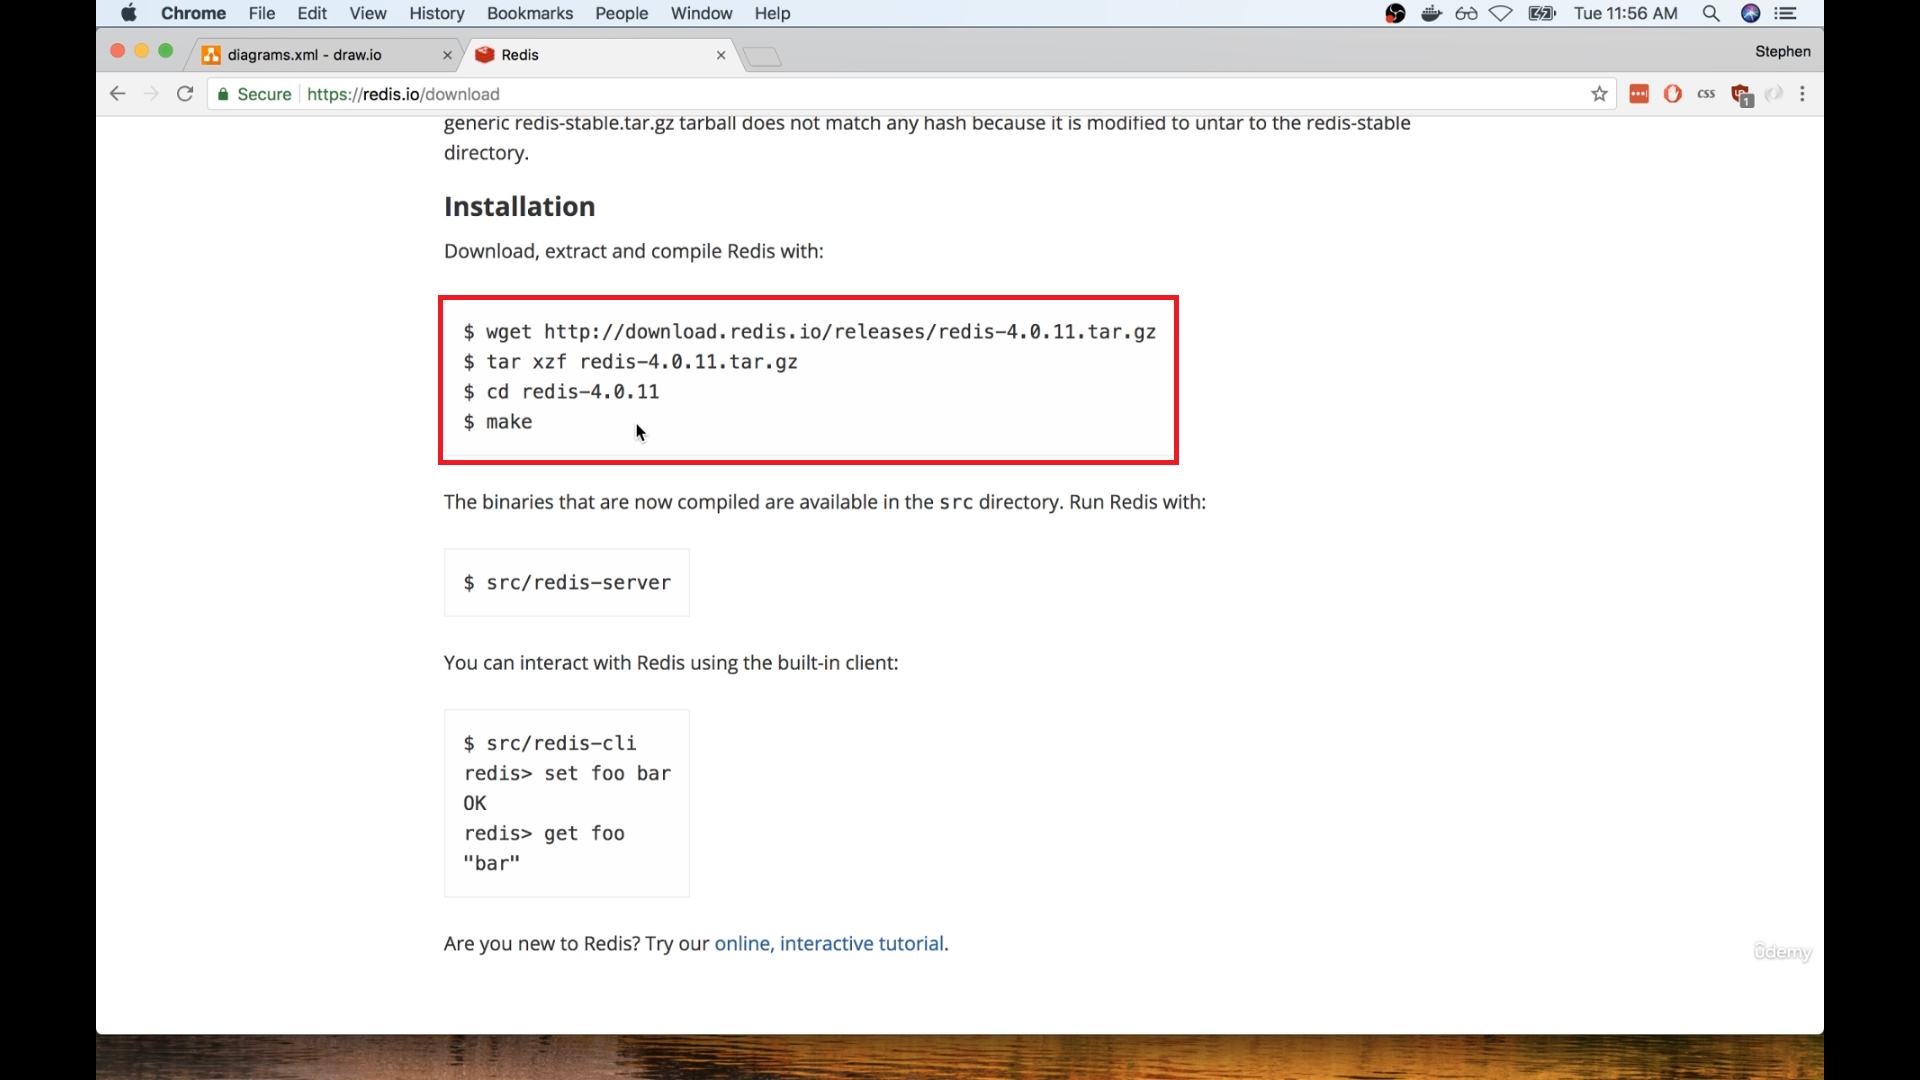 Chrome File Edit View History Bookmarks People Window Help Tue 11:56 AM
diagrams.xml - draw.io Redis Stephen
Secure https://redis.io/download css 1
generic redis-stable.tar.gz tarball does not match any hash because it is modified to untar to the redis-stable
directory.
Installation
Download, extract and compile Redis with:
$ wget http://download.redis.io/releases/redis-4.0.11.tar.gz
$ tar xzf redis-4.0.11.tar.gz
$ cd redis-4.0.11
$ make
The binaries that are now compiled are available in the src directory. Run Redis with:
$ src/redis-server
You can interact with Redis using the built-in client:
$ src/redis-cli
redis> set foo bar
OK
redis> get foo
"bar"
Are you new to Redis? Try our online, interactive tutorial.
ûdemy